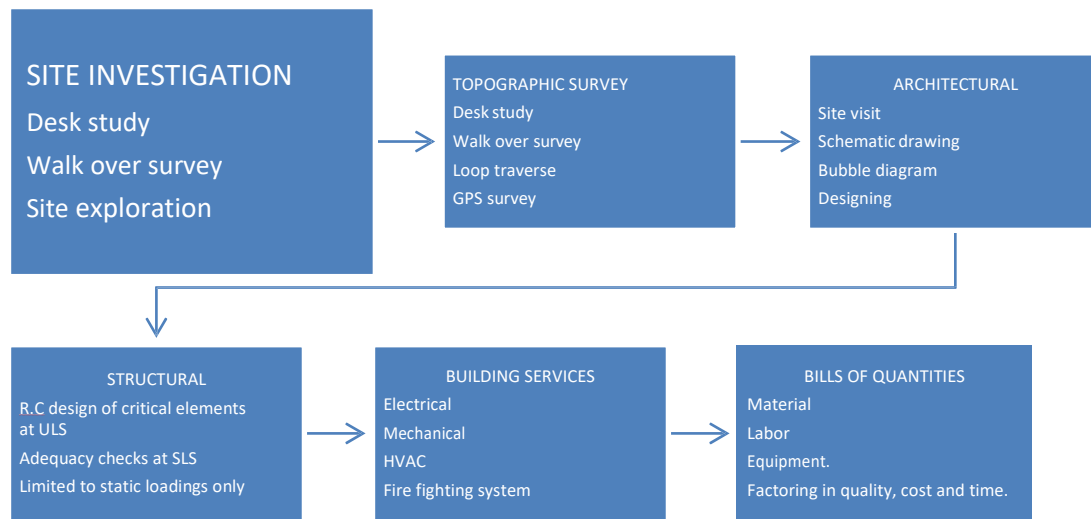 SITE INVESTIGATION
Desk study
Walk over survey
Site exploration
TOPOGRAPHIC SURVEY
Desk study
Walk over survey
Loop traverse
GPS survey
ARCHITECTURAL
Site visit
Schematic drawing
Bubble diagram
Designing
STRUCTURAL
R.C design of critical elements
at ULS
Adequacy checks at SLS
Limited to static loadings only
BUILDING SERVICES
Electrical
Mechanical
HVAC
Fire fighting system
BILLS OF QUANTITIES
Material
Labor
Equipment.
Factoring in quality, cost and time.